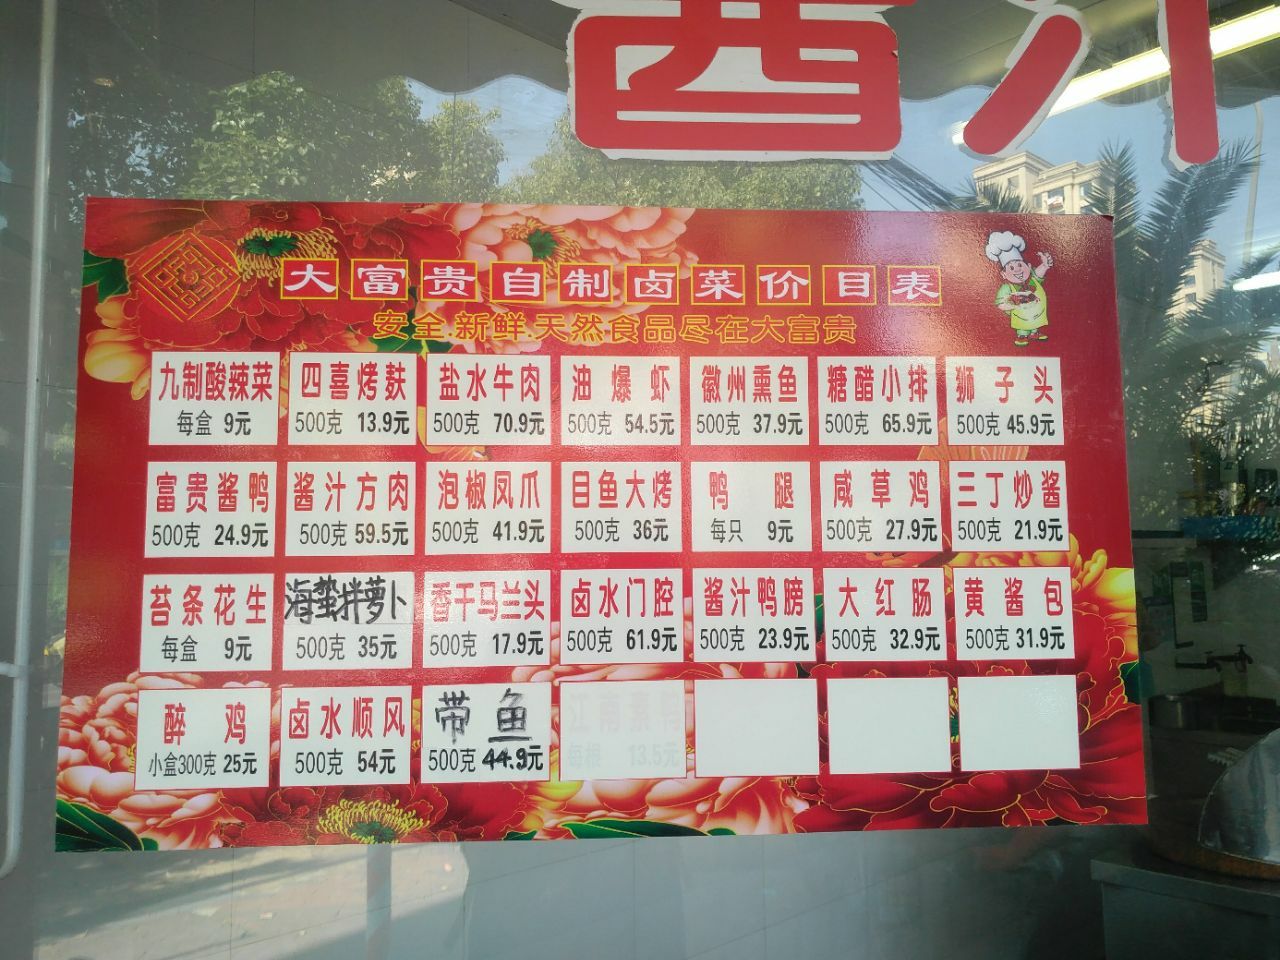 酱汁
大富贵自制卤菜价目表
安全.新鲜.天然食品尽在大富贵
九制酸辣菜
每盒 9元
四喜烤麸
500克 13.9元
盐水牛肉
500克 70.9元
油爆虾
500克 54.5元
徽州熏鱼
500克 37.9元
糖醋小排
500克 65.9元
狮子头
500克 45.9元
富贵酱鸭
500克 24.9元
酱汁方肉
500克 59.5元
泡椒凤爪
500克 41.9元
目鱼大烤
500克 36元
鸭腿
每只 9元
咸草鸡
500克 27.9元
三丁炒酱
500克 21.9元
苔条花生
每盒 9元
海蜇拌萝卜
500克 35元
香干马兰头
500克 17.9元
卤水门腔
500克 61.9元
酱汁鸭膀
500克 23.9元
大红肠
500克 32.9元
黄酱包
500克 31.9元
醉鸡
小盒300克 25元
卤水顺风
500克 54元
带鱼
500克 44.9元
江南素鸭
每根 13.5元